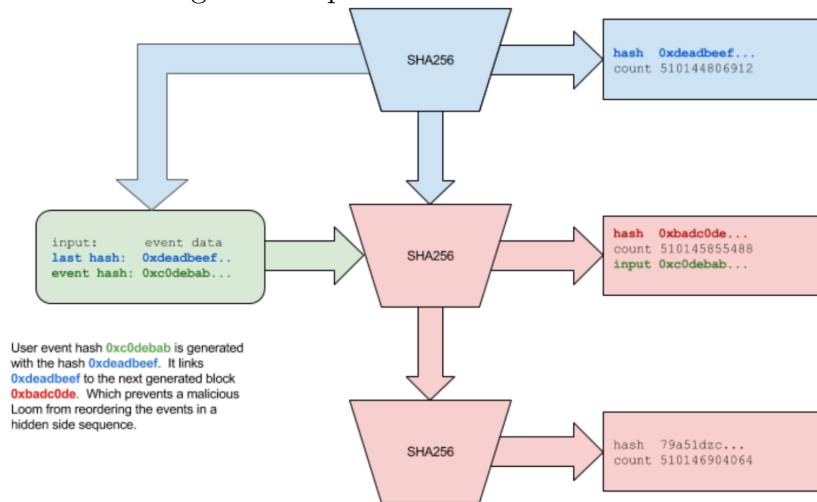 SHA256
hash 0xdeadbeef...
count 510144806912
input: event data
last hash: 0xdeadbeef..
event hash: 0xc0debab...
SHA256
hash 0xbadc0de...
count 510145855488
input 0xc0debab...
User event hash 0xc0debab is generated
with the hash 0xdeadbeef. It links
0xdeadbeef to the next generated block
0xbadc0de. Which prevents a malicious
Loom from reordering the events in a
hidden side sequence.
SHA256
hash 79a51dzc...
count 510146904064